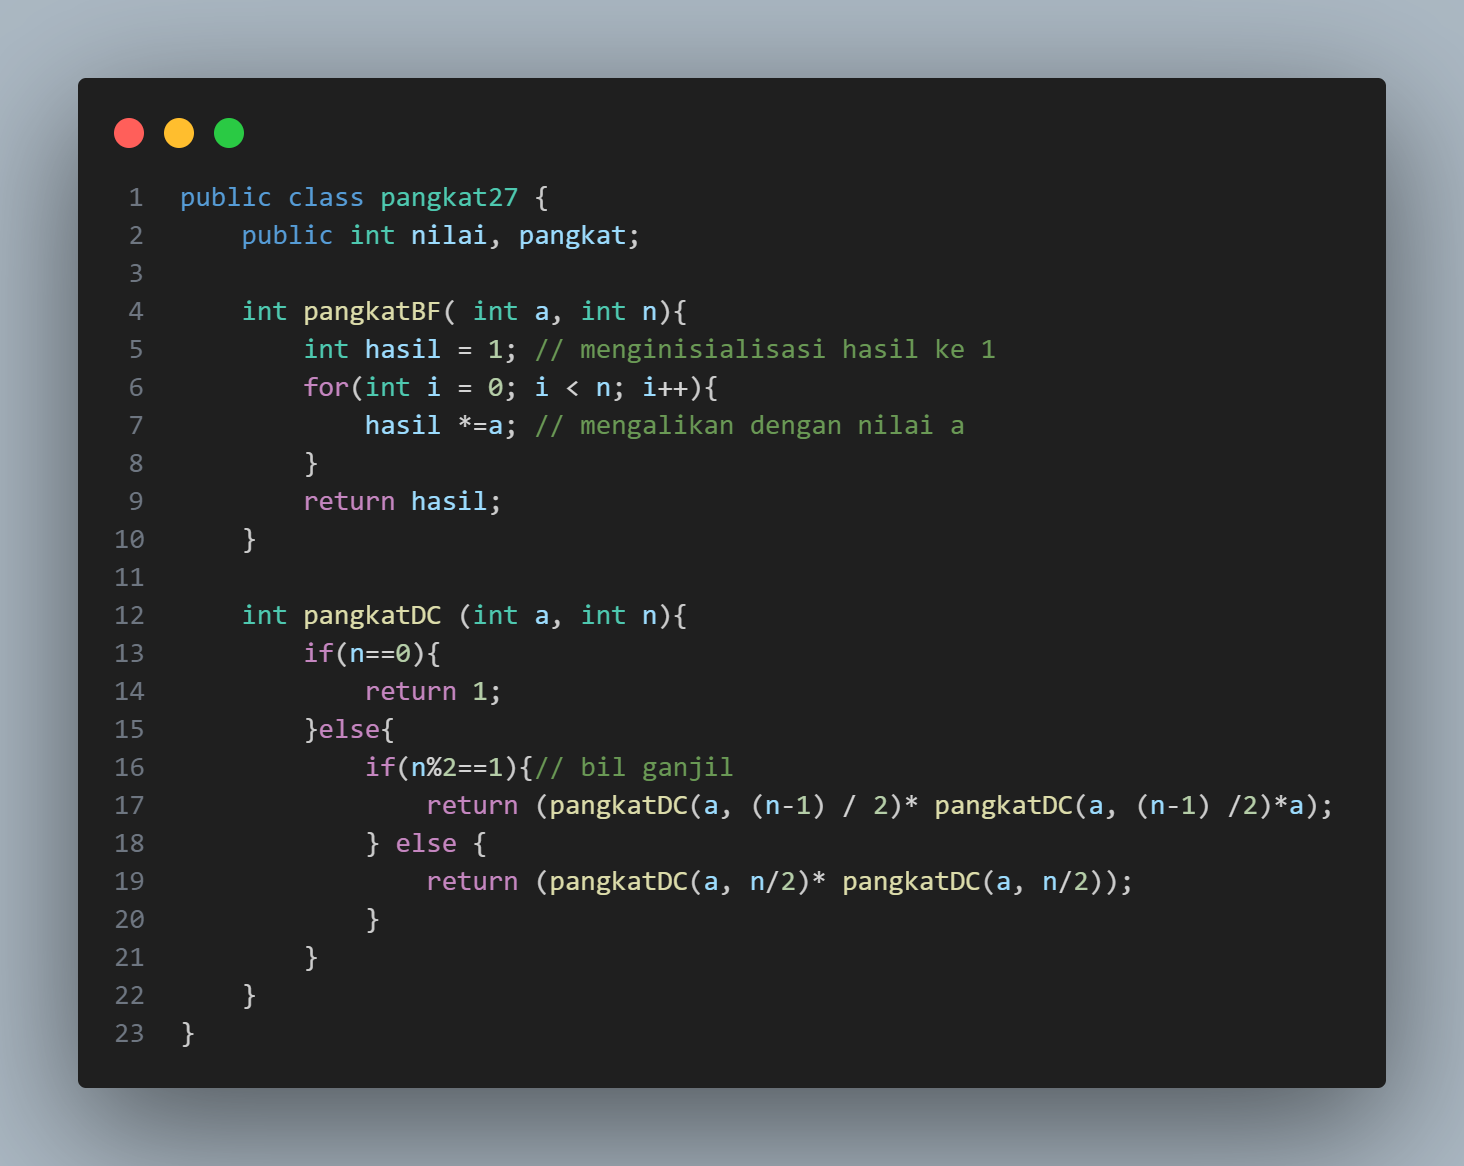 1 public class pangkat27 {
2     public int nilai, pangkat;
3
4     int pangkatBF( int a, int n){
5         int hasil = 1; // menginisialisasi hasil ke 1
6         for(int i = 0; i < n; i++){
7             hasil *=a; // mengalikan dengan nilai a
8         }
9         return hasil;
10     }
11
12     int pangkatDC (int a, int n){
13         if(n==0){
14             return 1;
15         }else{
16             if(n%2==1){// bil ganjil
17                 return (pangkatDC(a, (n-1) / 2)* pangkatDC(a, (n-1) /2)*a);
18             } else {
19                 return (pangkatDC(a, n/2)* pangkatDC(a, n/2));
20             }
21         }
22     }
23 }